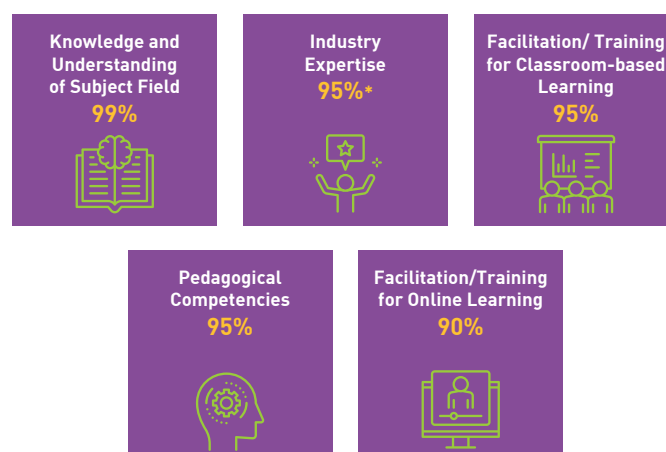 Knowledge and
Understanding
of Subject Field
99%
Industry
Expertise
95%*
Facilitation/ Training
for Classroom-based
Learning
95%
Pedagogical
Competencies
95%
Facilitation/Training
for Online Learning
90%